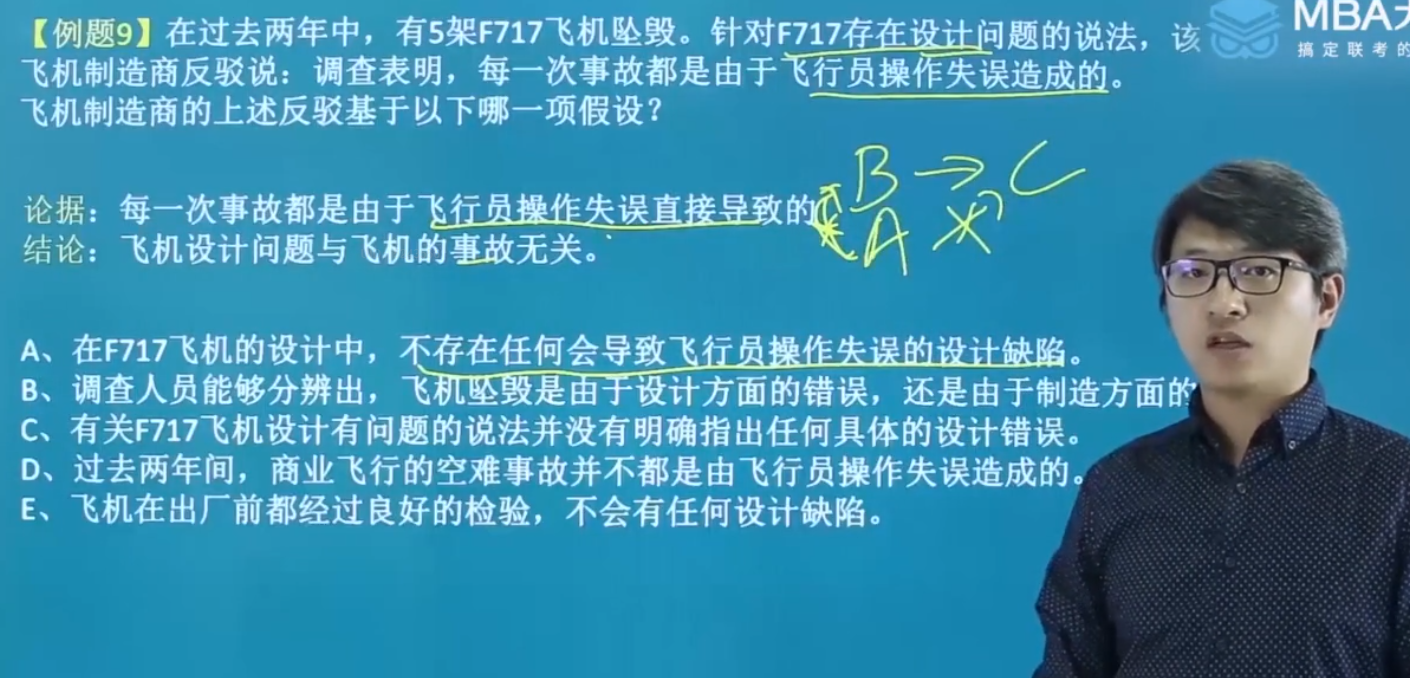 【例题9】在过去两年中，有5架F717飞机坠毁。针对F717存在设计问题的说法，该
飞机制造商反驳说：调查表明，每一次事故都是由于飞行员操作失误造成的。
飞机制造商的上述反驳基于以下哪一项假设？
MBA大
搞定联考的
论据：每一次事故都是由于飞行员操作失误直接导致的
结论：飞机设计问题与飞机的事故无关。
B → C
A
A、在F717飞机的设计中，不存在任何会导致飞行员操作失误的设计缺陷。
B、调查人员能够分辨出，飞机坠毁是由于设计方面的错误，还是由于制造方面的
C、有关F717飞机设计有问题的说法并没有明确指出任何具体的设计错误。
D、过去两年间，商业飞行的空难事故并不都是由飞行员操作失误造成的。
E、飞机在出厂前都经过良好的检验，不会有任何设计缺陷。